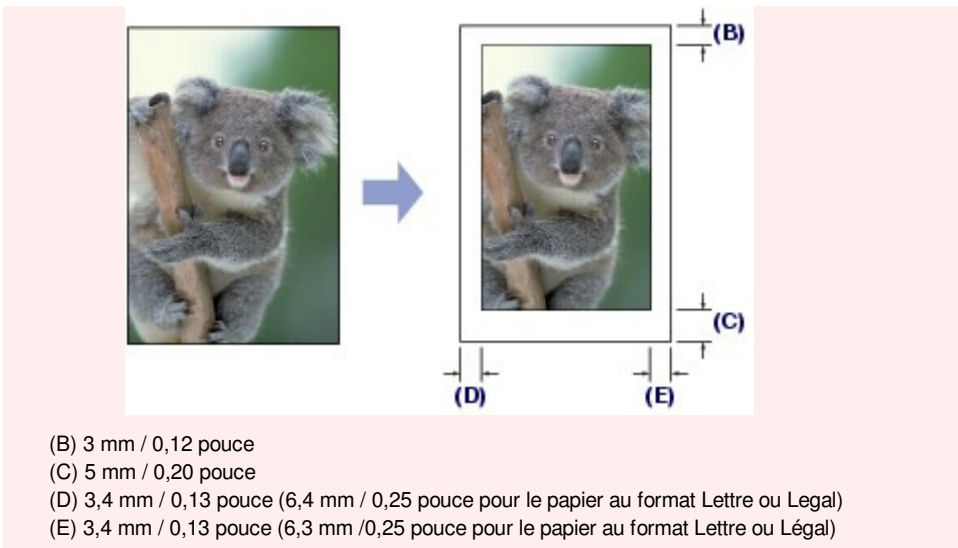 (B)
(C)
(D) (E)
(B) 3 mm / 0,12 pouce
(C) 5 mm / 0,20 pouce
(D) 3,4 mm / 0,13 pouce (6,4 mm / 0,25 pouce pour le papier au format Lettre ou Legal)
(E) 3,4 mm / 0,13 pouce (6,3 mm /0,25 pouce pour le papier au format Lettre ou Légal)